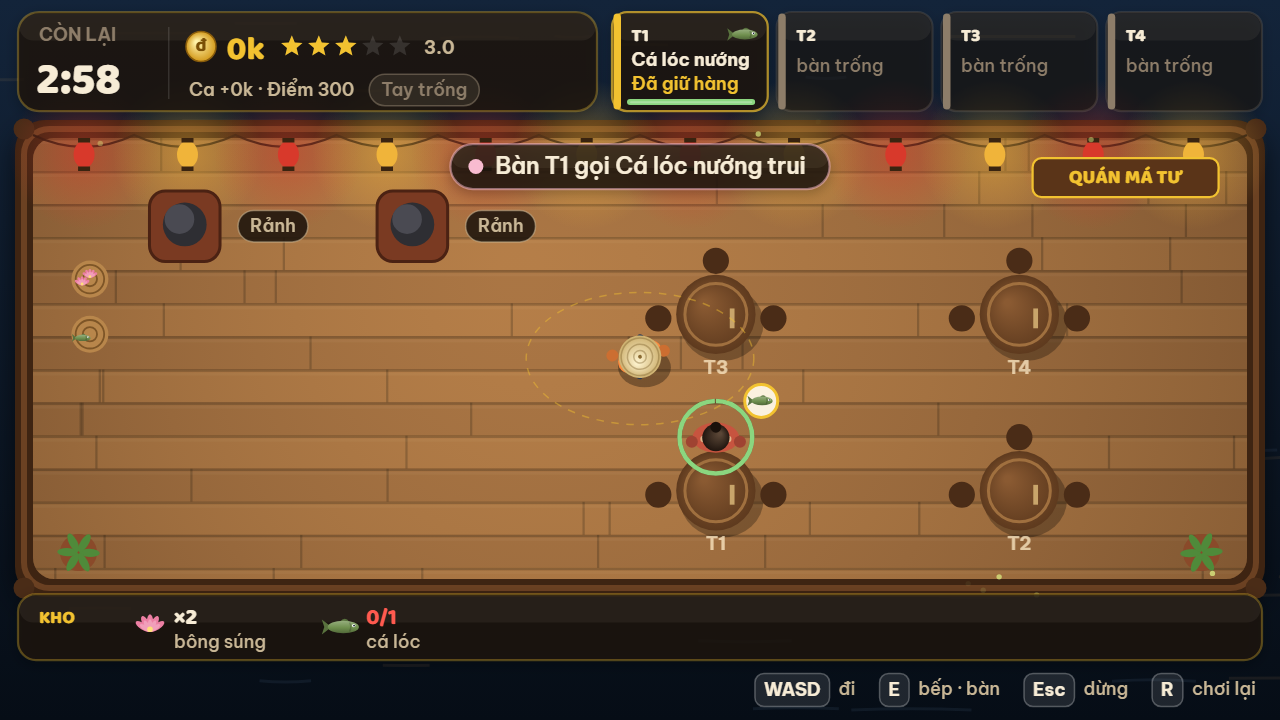 CÒN LẠI
2:58
đ 0k 3.0
Ca +0k · Điểm 300 Tay trống
T1
Cá lóc nướng
Đã giữ hàng
T2
bàn trống
T3
bàn trống
T4
bàn trống
Bàn T1 gọi Cá lóc nướng trui
QUÁN MÁ TƯ
Rảnh
Rảnh
T3
T4
T1
T2
KHO
×2
bông súng
0/1
cá lóc
WASD đi E bếp · bàn Esc dừng R chơi lại